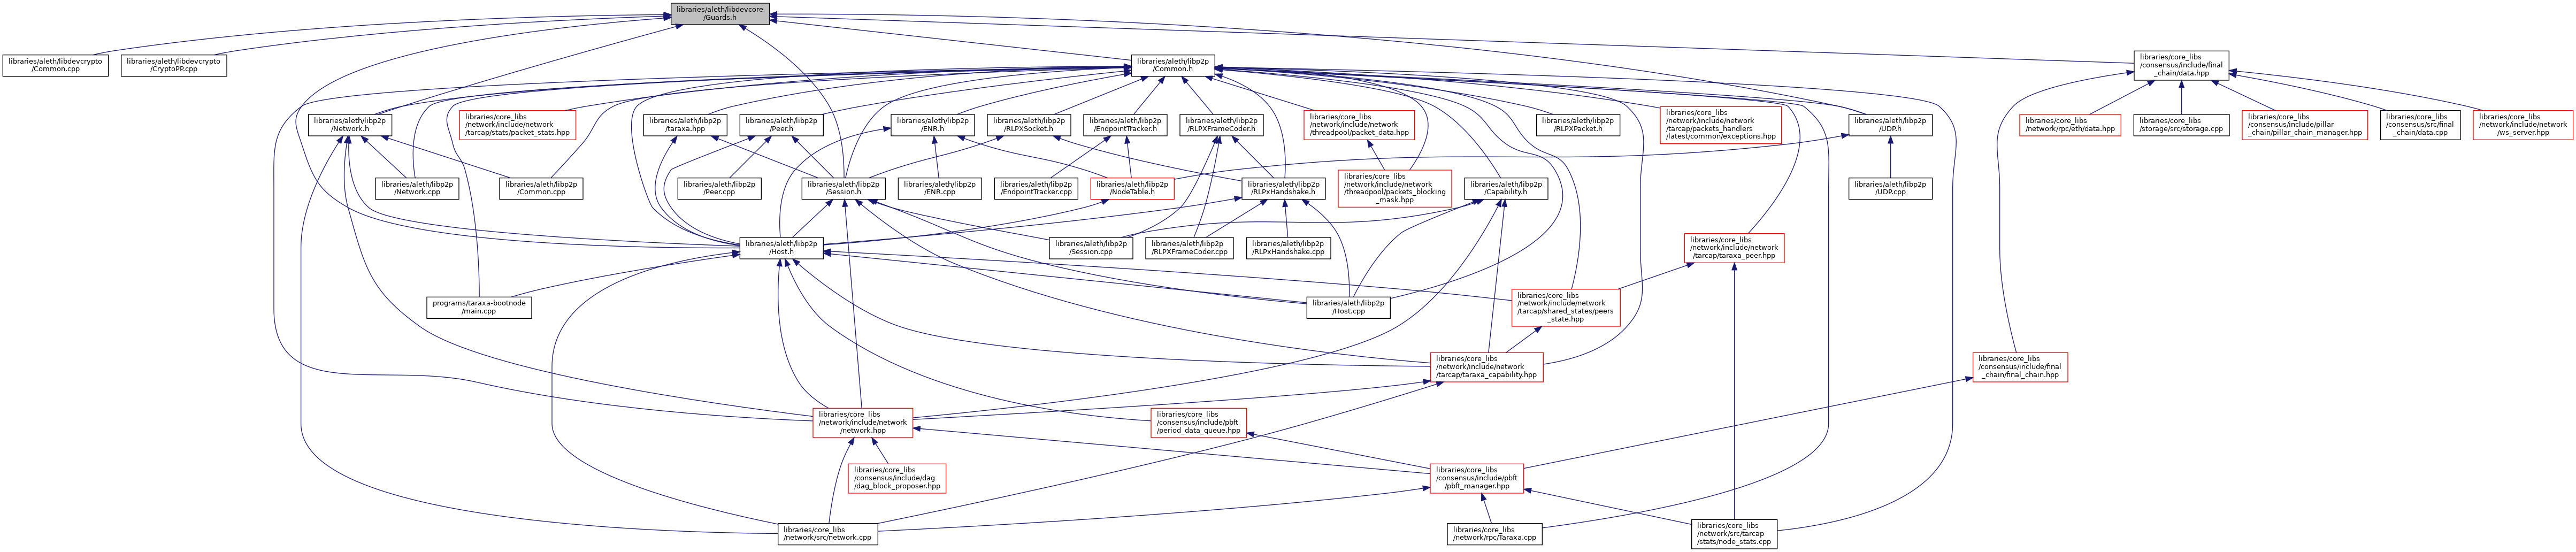 libraries/aleth/libdevcore
/Guards.h
libraries/aleth/libdevcrypto
/Common.cpp
libraries/aleth/libdevcrypto
/CryptoPP.cpp
libraries/aleth/libp2p
/Common.h
libraries/core_libs
/consensus/include/final
_chain/data.hpp
libraries/aleth/libp2p
/Network.h
libraries/core_libs
/network/include/network
/tarcap/stats/packet_stats.hpp
libraries/aleth/libp2p
/taraxa.hpp
libraries/aleth/libp2p
/Peer.h
libraries/aleth/libp2p
/ENR.h
libraries/aleth/libp2p
/RLPXSocket.h
libraries/aleth/libp2p
/EndpointTracker.h
libraries/aleth/libp2p
/RLPXFrameCoder.h
libraries/core_libs
/network/include/network
/threadpool/packet_data.hpp
libraries/aleth/libp2p
/RLPXPacket.h
libraries/core_libs
/network/include/network
/tarcap/packets_handlers
/latest/common/exceptions.hpp
libraries/aleth/libp2p
/UDP.h
libraries/core_libs
/network/rpc/eth/data.hpp
libraries/core_libs
/storage/src/storage.cpp
libraries/core_libs
/consensus/include/pillar
_chain/pillar_chain_manager.hpp
libraries/core_libs
/consensus/src/final
_chain/data.cpp
libraries/core_libs
/network/include/network
/ws_server.hpp
libraries/aleth/libp2p
/Network.cpp
libraries/aleth/libp2p
/Common.cpp
libraries/aleth/libp2p
/Peer.cpp
libraries/aleth/libp2p
/Session.h
libraries/aleth/libp2p
/ENR.cpp
libraries/aleth/libp2p
/EndpointTracker.cpp
libraries/aleth/libp2p
/NodeTable.h
libraries/aleth/libp2p
/RLPxHandshake.h
libraries/core_libs
/network/include/network
/threadpool/packets_blocking
_mask.hpp
libraries/aleth/libp2p
/Capability.h
libraries/aleth/libp2p
/UDP.cpp
libraries/aleth/libp2p
/Host.h
libraries/aleth/libp2p
/Session.cpp
libraries/aleth/libp2p
/RLPXFrameCoder.cpp
libraries/aleth/libp2p
/RLPxHandshake.cpp
libraries/core_libs
/network/include/network
/tarcap/taraxa_peer.hpp
programs/taraxa-bootnode
/main.cpp
libraries/aleth/libp2p
/Host.cpp
libraries/core_libs
/network/include/network
/tarcap/shared_states/peers
_state.hpp
libraries/core_libs
/network/include/network
/tarcap/taraxa_capability.hpp
libraries/core_libs
/consensus/include/final
_chain/final_chain.hpp
libraries/core_libs
/network/include/network
/network.hpp
libraries/core_libs
/consensus/include/pbft
/period_data_queue.hpp
libraries/core_libs
/consensus/include/dag
/dag_block_proposer.hpp
libraries/core_libs
/consensus/include/pbft
/pbft_manager.hpp
libraries/core_libs
/network/src/network.cpp
libraries/core_libs
/network/rpc/Taraxa.cpp
libraries/core_libs
/network/src/tarcap
/stats/node_stats.cpp